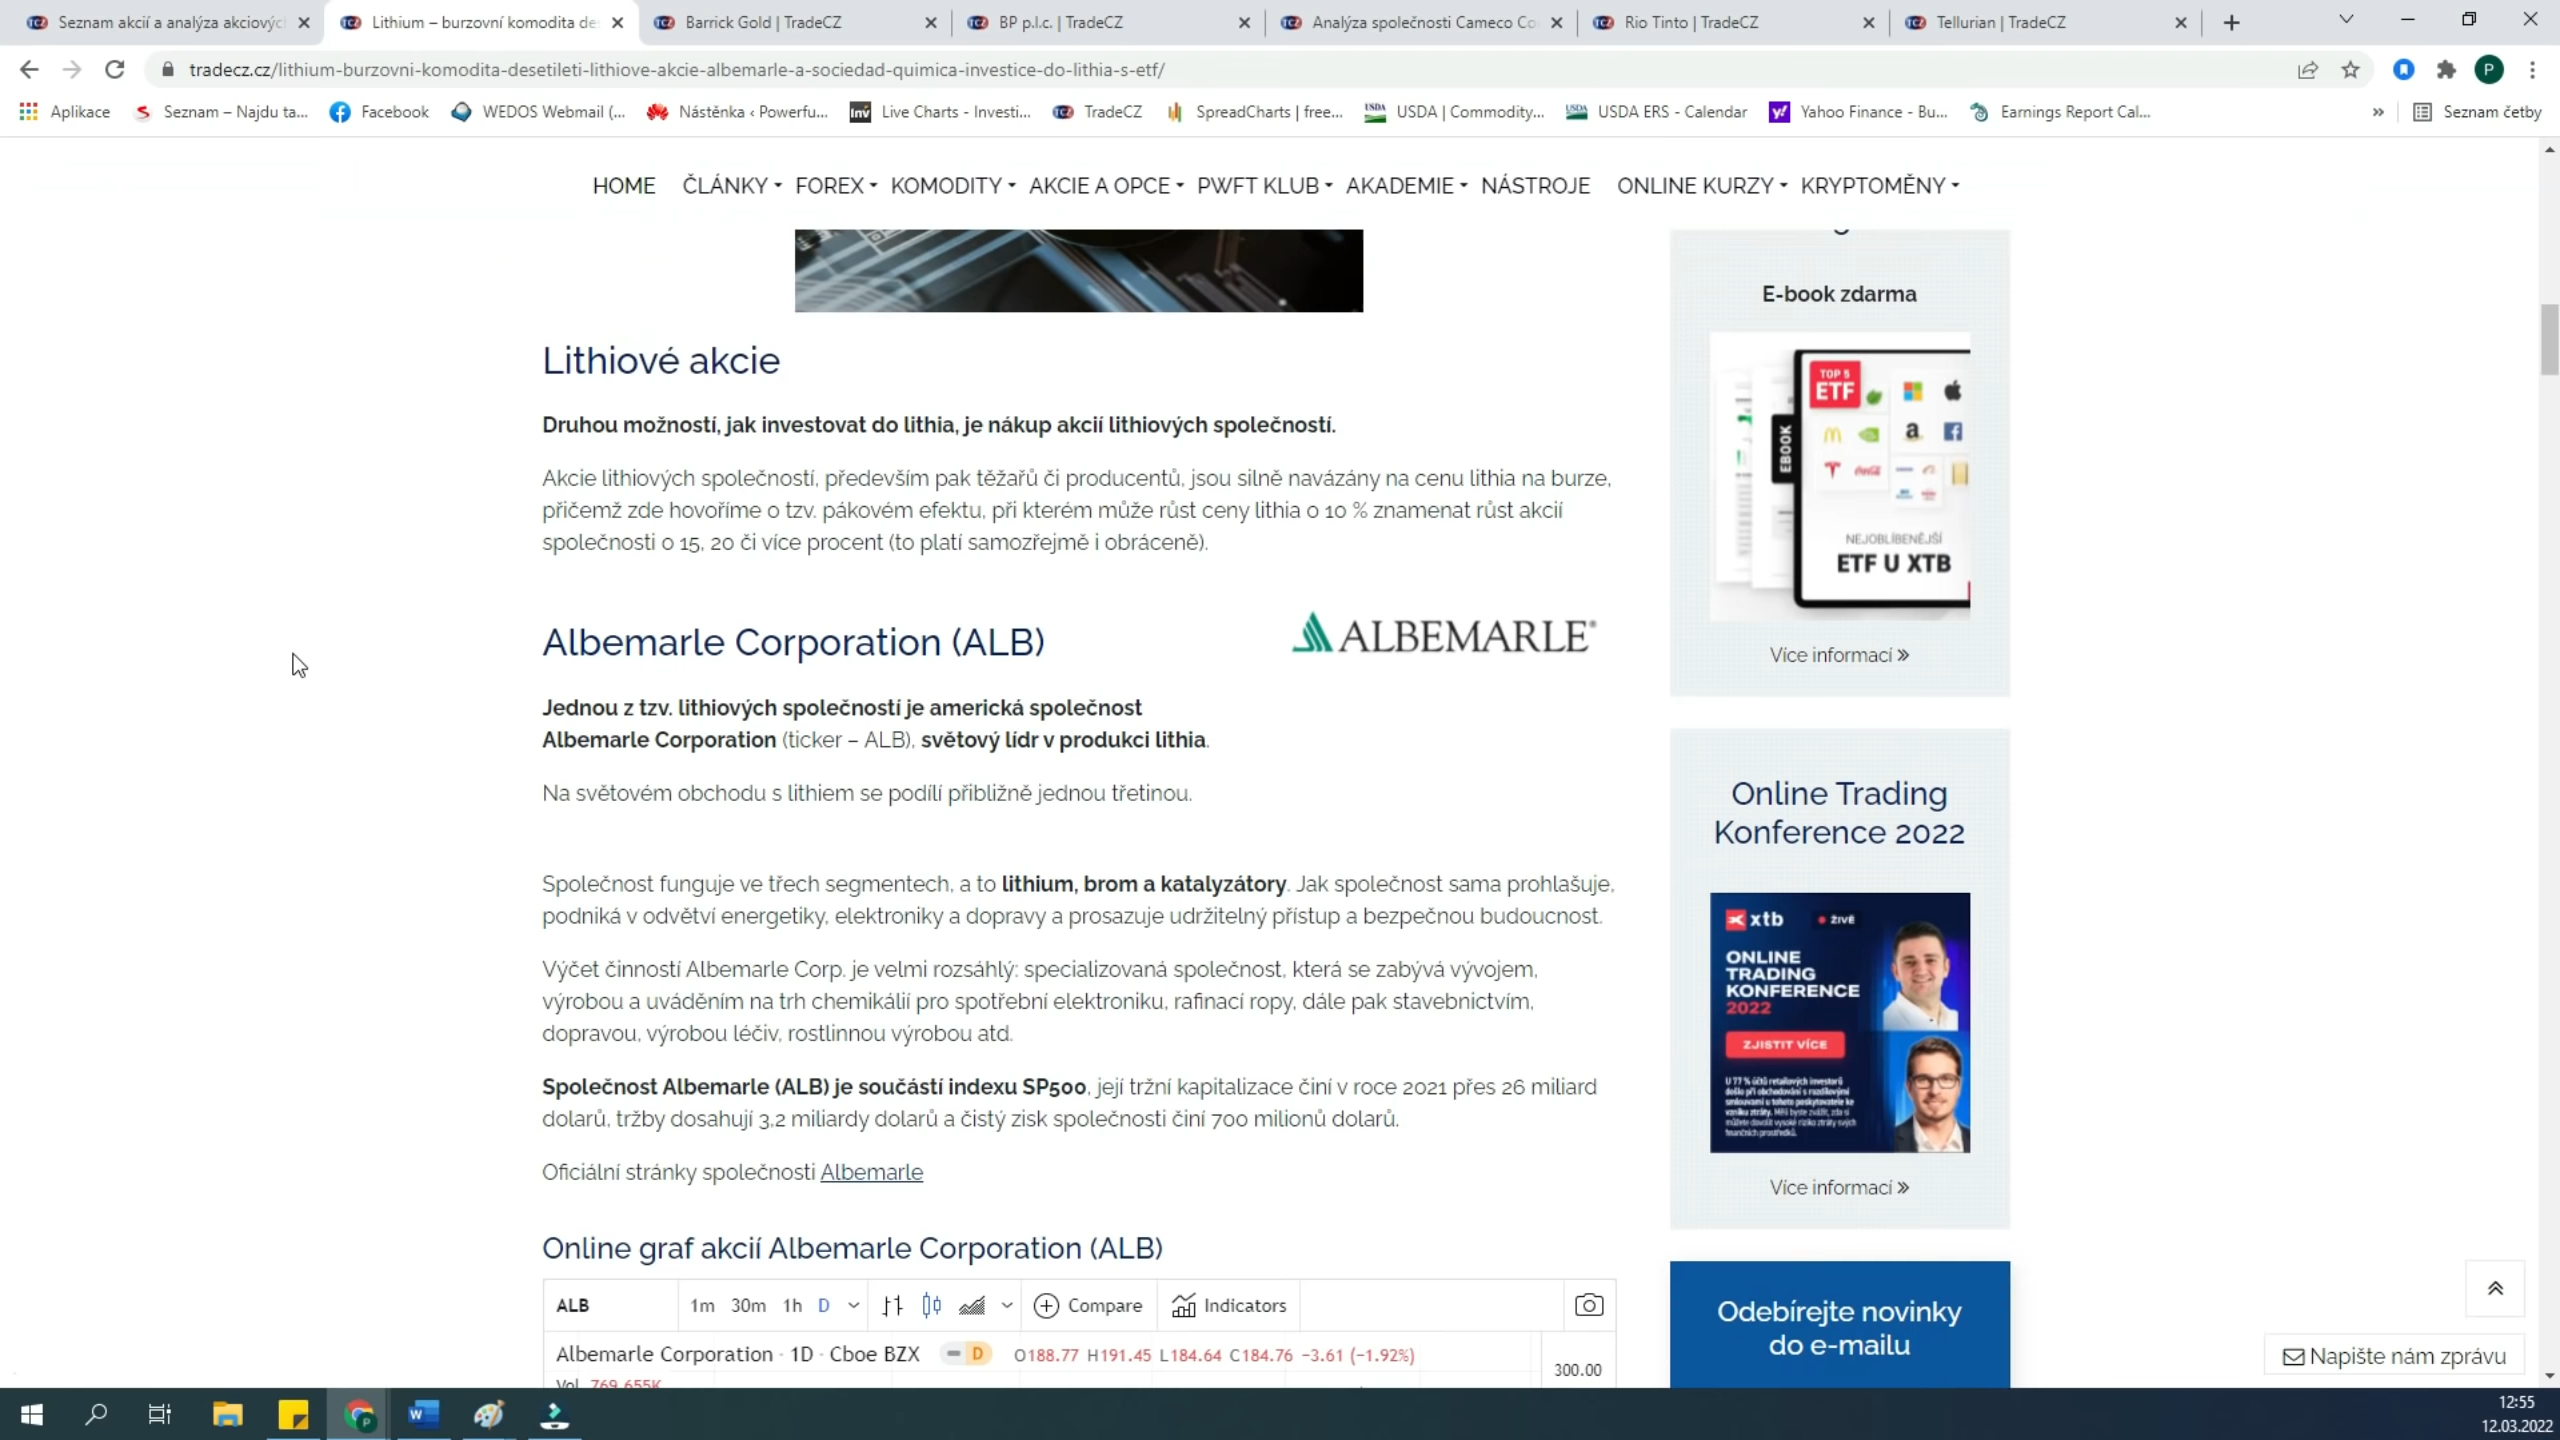 Seznam akcií a analýza akciovýc
Lithium – burzovní komodita de
Barrick Gold | TradeCZ
BP p.l.c. | TradeCZ
Analýza společnosti Cameco Co
Rio Tinto | TradeCZ
Tellurian | TradeCZ
tradecz.cz/lithium-burzovni-komodita-desetileti-lithiove-akcie-albemarle-a-sociedad-quimica-investice-do-lithia-s-etf/
P
Aplikace
Seznam – Najdu ta...
Facebook
WEDOS Webmail (...
Nástěnka ‹ Powerfu...
Live Charts - Investi...
TradeCZ
SpreadCharts | free...
USDA | Commodity...
USDA ERS - Calendar
Yahoo Finance - Bu...
Earnings Report Cal...
»
Seznam četby
HOME ČLÁNKY FOREX KOMODITY AKCIE A OPCE PWFT KLUB AKADEMIE NÁSTROJE ONLINE KURZY KRYPTOMĚNY
Lithiové akcie
Druhou možností, jak investovat do lithia, je nákup akcií lithiových společností.
Akcie lithiových společností, především pak těžařů či producentů, jsou silně navázány na cenu lithia na burze,
přičemž zde hovoříme o tzv. pákovém efektu, při kterém může růst ceny lithia o 10 % znamenat růst akcií
společnosti o 15, 20 či více procent (to platí samozřejmě i obráceně).
Albemarle Corporation (ALB)
ALBEMARLE®
Jednou z tzv. lithiových společností je americká společnost
Albemarle Corporation (ticker – ALB), světový lídr v produkci lithia.
Na světovém obchodu s lithiem se podílí přibližně jednou třetinou.
Společnost funguje ve třech segmentech, a to lithium, brom a katalyzátory. Jak společnost sama prohlašuje,
podniká v odvětví energetiky, elektroniky a dopravy a prosazuje udržitelný přístup a bezpečnou budoucnost.
Výčet činností Albemarle Corp. je velmi rozsáhlý: specializovaná společnost, která se zabývá vývojem,
výrobou a uváděním na trh chemikálií pro spotřební elektroniku, rafinací ropy, dále pak stavebnictvím,
dopravou, výrobou léčiv, rostlinnou výrobou atd.
Společnost Albemarle (ALB) je součástí indexu SP500, její tržní kapitalizace činí v roce 2021 přes 26 miliard
dolarů, tržby dosahují 3,2 miliardy dolarů a čistý zisk společnosti činí 700 milionů dolarů.
Oficiální stránky společnosti Albemarle
Online graf akcií Albemarle Corporation (ALB)
ALB 1m 30m 1h D Compare Indicators
Albemarle Corporation · 1D · Cboe BZX D O188.77 H191.45 L184.64 C184.76 −3.61 (−1.92%)
300.00
Vol 769.655K
E-book zdarma
TOP 5
ETF
EBOOK
NEJOBLÍBENĚJŠÍ
ETF U XTB
Více informací »
Online Trading
Konference 2022
xtb ŽIVĚ
ONLINE
TRADING
KONFERENCE
2022
ZJISTIT VÍCE
Více informací »
Odebírejte novinky
do e-mailu
Napište nám zprávu
12:55
12.03.2022